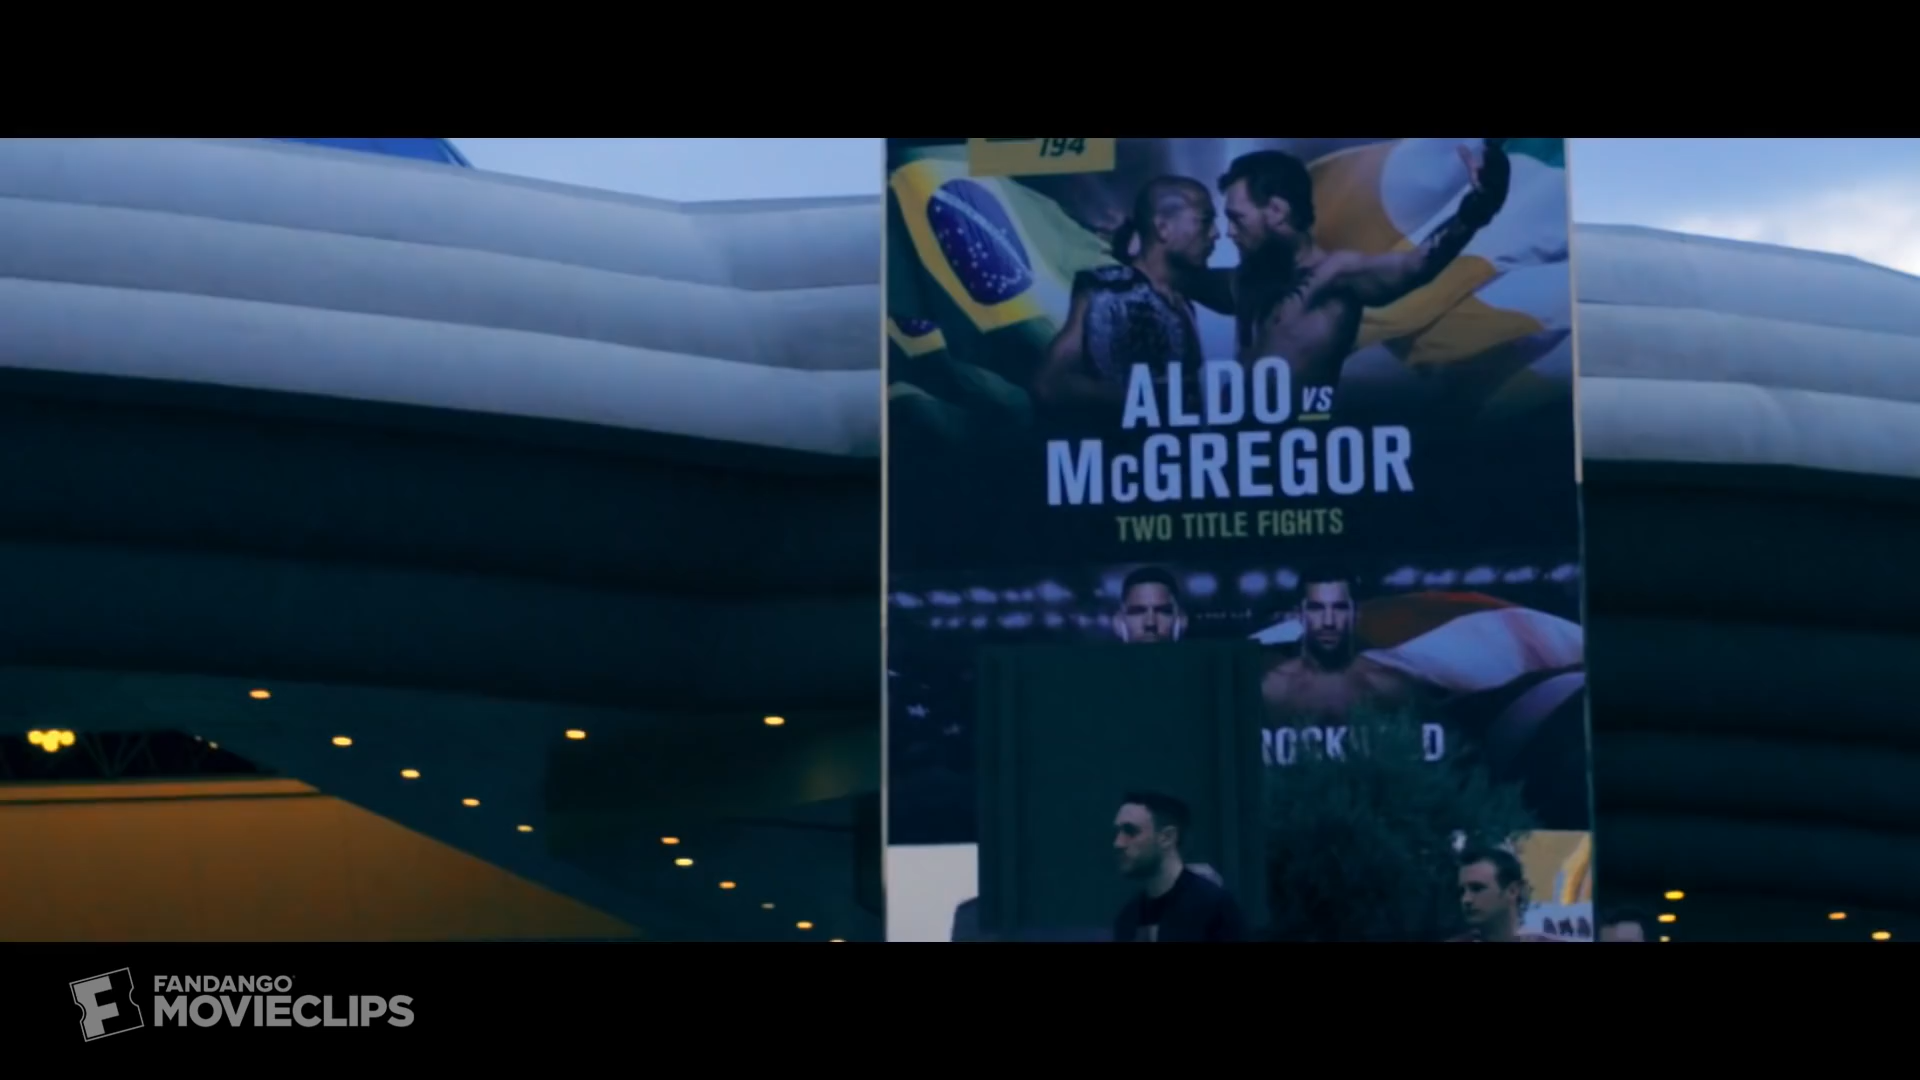 194
ALDO VS
McGREGOR
TWO TITLE FIGHTS
FANDANGO
MOVIECLIPS